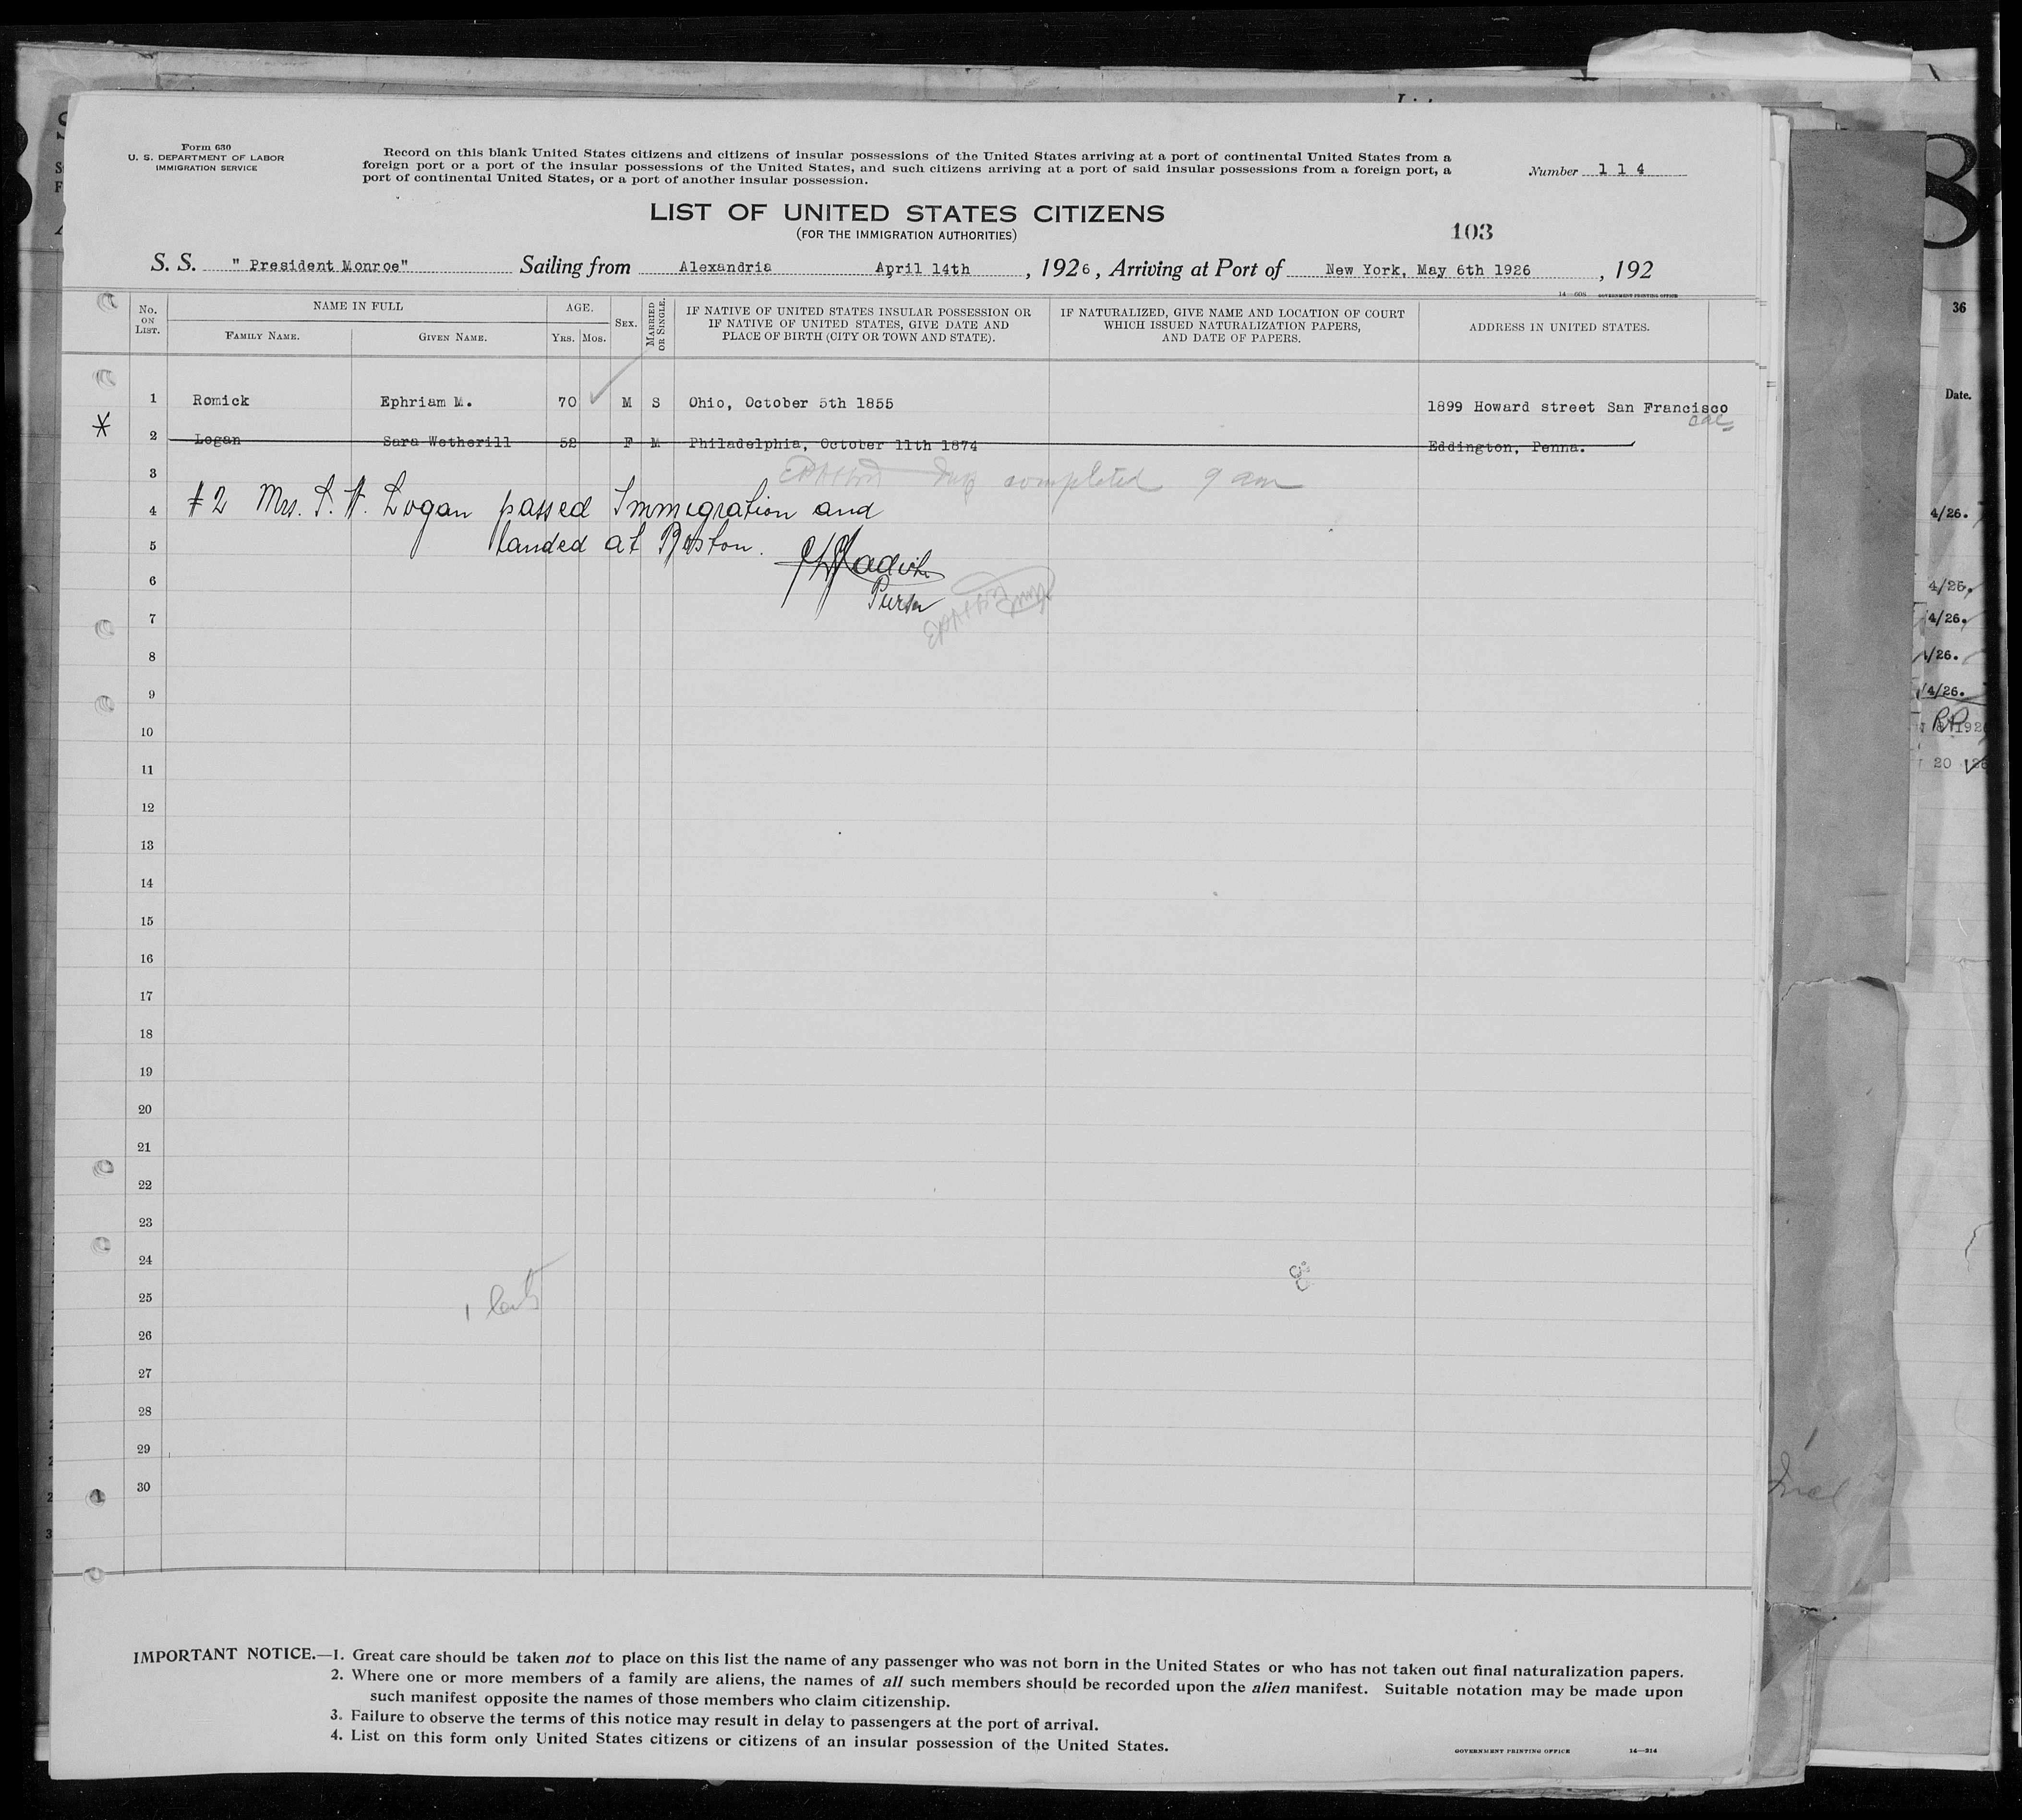 Form 630
U. S. DEPARTMENT OF LABOR
IMMIGRATION SERVICE
Record on this blank United States citizens and citizens of insular possessions of the United States arriving at a port of continental United States from a
foreign port or a port of the insular possessions of the United States, and such citizens arriving at a port of said insular possessions from a foreign port, a
port of continental United States, or a port of another insular possession.
Number 1 1 4
LIST OF UNITED STATES CITIZENS
(FOR THE IMMIGRATION AUTHORITIES)
103
S. S. " President Monroe" Sailing from Alexandria April 14th , 1926, Arriving at Port of New York, May 6th 1926 , 192
14—608 GOVERNMENT PRINTING OFFICE
No. ON LIST.
NAME IN FULL
FAMILY NAME. GIVEN NAME.
AGE.
YRS. MOS.
SEX.
MARRIED OR SINGLE.
IF NATIVE OF UNITED STATES INSULAR POSSESSION OR
IF NATIVE OF UNITED STATES, GIVE DATE AND
PLACE OF BIRTH (CITY OR TOWN AND STATE).
IF NATURALIZED, GIVE NAME AND LOCATION OF COURT
WHICH ISSUED NATURALIZATION PAPERS,
AND DATE OF PAPERS.
ADDRESS IN UNITED STATES.
1 Romick Ephriam M. 70 M S Ohio, October 5th 1855 1899 Howard street San Francisco
Cal
2 Logan Sara Wetherill 52 F M Philadelphia, October 11th 1874 Eddington, Penna.
3
completed 9 am
4 #2 Mrs. S. W. Logan passed Immigration and
5 landed at Boston.
6
Purser
7
8
9
10
11
12
13
14
15
16
17
18
19
20
21
22
23
24
25
26
27
28
29
30
IMPORTANT NOTICE.—1. Great care should be taken not to place on this list the name of any passenger who was not born in the United States or who has not taken out final naturalization papers.
2. Where one or more members of a family are aliens, the names of all such members should be recorded upon the alien manifest. Suitable notation may be made upon
such manifest opposite the names of those members who claim citizenship.
3. Failure to observe the terms of this notice may result in delay to passengers at the port of arrival.
4. List on this form only United States citizens or citizens of an insular possession of the United States.
GOVERNMENT PRINTING OFFICE 14—214
36
Date.
4/26.
4/26.
4/26.
/26.
4/26.